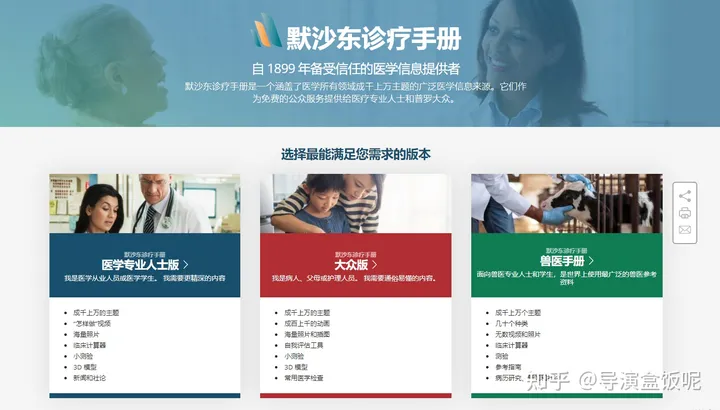 默沙东诊疗手册
自 1899 年备受信任的医学信息提供者
默沙东诊疗手册是一个涵盖了医学所有领域成千上万主题的广泛医学信息来源。它们作
为免费的公众服务提供给医疗专业人士和普罗大众。
选择最能满足您需求的版本
默沙东诊疗手册
医学专业人士版
我是医学从业人员或医学学生。 我需要更精深的内容
成千上万的主题
“怎样做”视频
海量照片
临床计算器
小测验
3D 模型
新闻和社论
默沙东诊疗手册
大众版
我是病人、父母或护理人员。 我需要通俗易懂的内容。
成千上万的主题
成百上千的动画
海量照片和插图
自我评估工具
小测验
3D 模型
常用医学检查
默沙东诊疗手册
兽医手册
面向兽医专业人士和学生，是世界上使用最广泛的兽医参考
资料
成千上万个主题
几十个种类
无数视频和照片
临床计算器
测验
参考指南
病历研究、
知乎 @导演盒饭呢